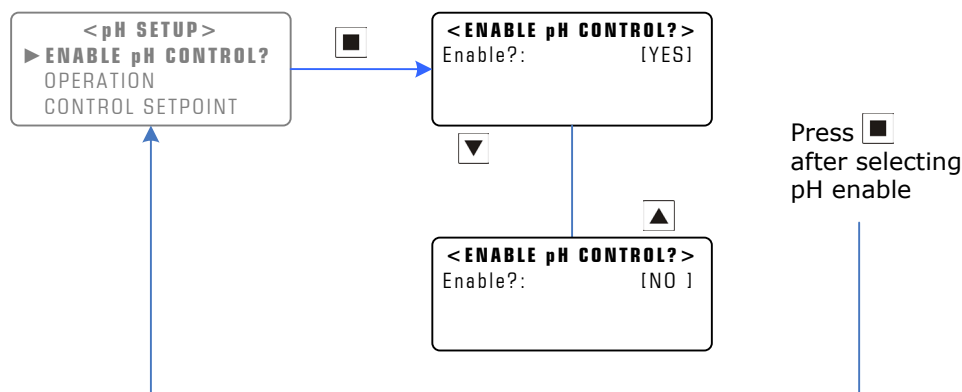 <pH SETUP>
►ENABLE pH CONTROL?
OPERATION
CONTROL SETPOINT
<ENABLE pH CONTROL?>
Enable?: [YES]
<ENABLE pH CONTROL?>
Enable?: [NO ]
Press ■
after selecting
pH enable